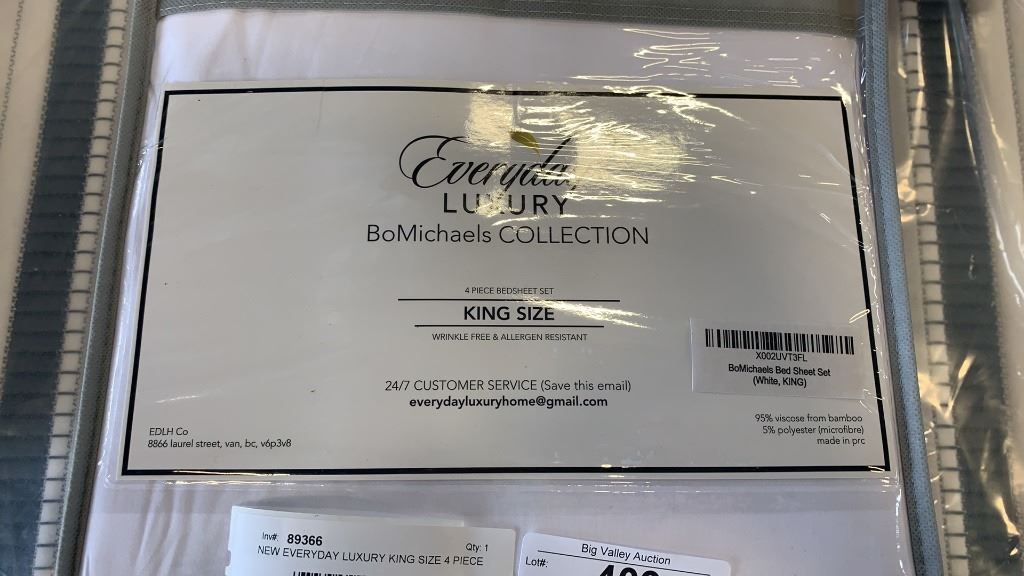 Everyday
LUXURY
BoMichaels COLLECTION
4 PIECE BEDSHEET SET
KING SIZE
WRINKLE FREE & ALLERGEN RESISTANT
X002UVT3FL
BoMichaels Bed Sheet Set
(White, KING)
24/7 CUSTOMER SERVICE (Save this email)
everydayluxuryhome@gmail.com
EDLH Co
8866 laurel street, van, bc, v6p3v8
95% viscose from bamboo
5% polyester (microfibre)
made in prc
Inv#: 89366 Qty: 1
NEW EVERYDAY LUXURY KING SIZE 4 PIECE
Big Valley Auction
Lot#: